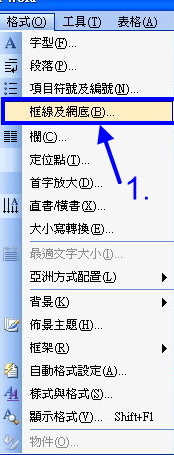 格式(O) 工具(T) 表格(A)
字型(F)...
段落(P)...
項目符號及編號(N)...
框線及網底(B)...
欄(C)...
定位點(T)...
首字放大(D)...
直書/橫書(X)...
大小寫轉換(E)...
最適文字大小(I)...
亞洲方式配置(L)
背景(K)
佈景主題(H)...
框架(R)
自動格式設定(A)...
樣式與格式(S)...
顯示格式(V)... Shift+F1
物件(O)...
1.